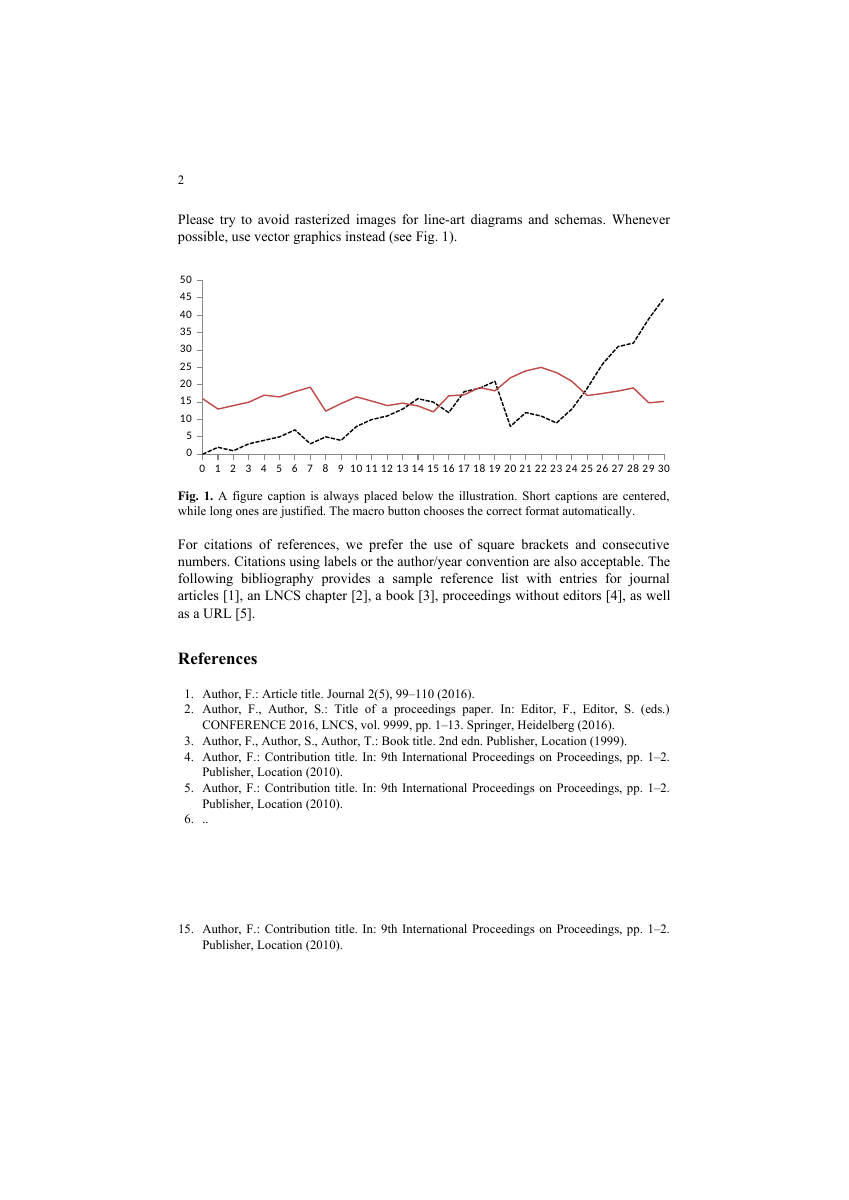 2
Please try to avoid rasterized images for line-art diagrams and schemas. Whenever
possible, use vector graphics instead (see Fig. 1).
50
45
40
35
30
25
20
15
10
5
0
0 1 2 3 4 5 6 7 8 9 10 11 12 13 14 15 16 17 18 19 20 21 22 23 24 25 26 27 28 29 30
Fig. 1. A figure caption is always placed below the illustration. Short captions are centered,
while long ones are justified. The macro button chooses the correct format automatically.
For citations of references, we prefer the use of square brackets and consecutive
numbers. Citations using labels or the author/year convention are also acceptable. The
following bibliography provides a sample reference list with entries for journal
articles [1], an LNCS chapter [2], a book [3], proceedings without editors [4], as well
as a URL [5].
References
1. Author, F.: Article title. Journal 2(5), 99–110 (2016).
2. Author, F., Author, S.: Title of a proceedings paper. In: Editor, F., Editor, S. (eds.)
CONFERENCE 2016, LNCS, vol. 9999, pp. 1–13. Springer, Heidelberg (2016).
3. Author, F., Author, S., Author, T.: Book title. 2nd edn. Publisher, Location (1999).
4. Author, F.: Contribution title. In: 9th International Proceedings on Proceedings, pp. 1–2.
Publisher, Location (2010).
5. Author, F.: Contribution title. In: 9th International Proceedings on Proceedings, pp. 1–2.
Publisher, Location (2010).
6. ..
15. Author, F.: Contribution title. In: 9th International Proceedings on Proceedings, pp. 1–2.
Publisher, Location (2010).